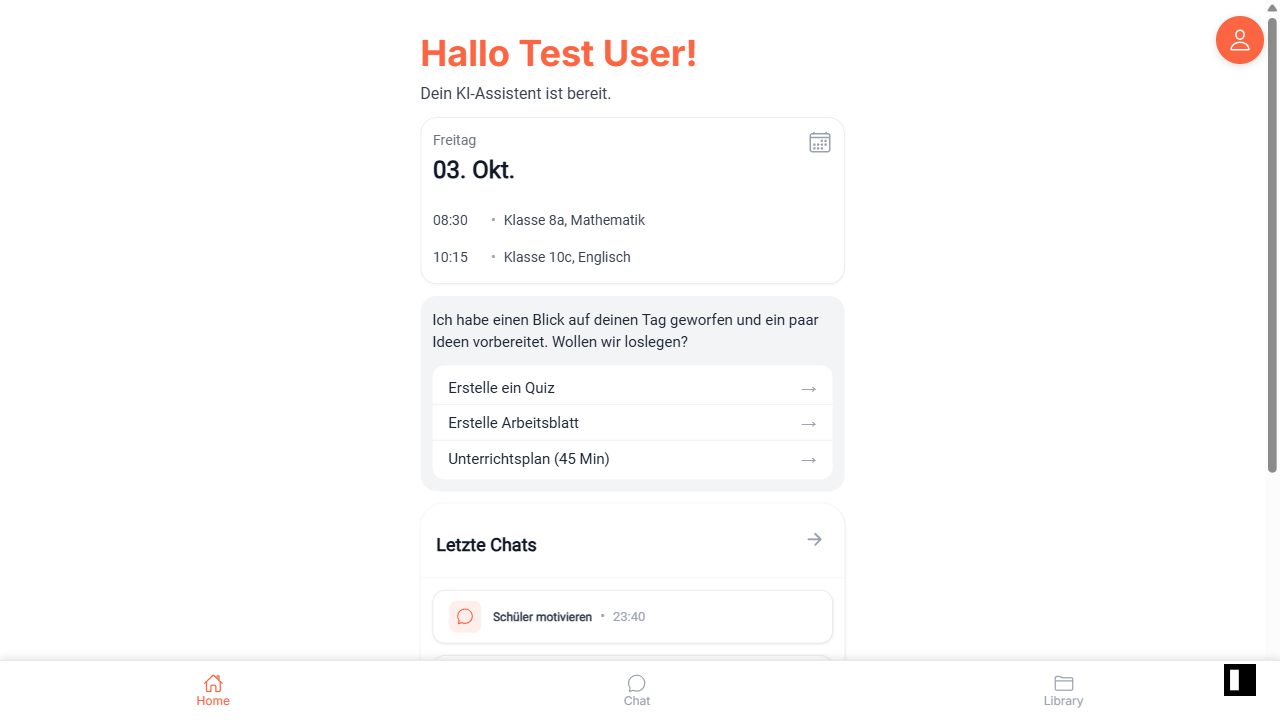 Hallo Test User!
Dein KI-Assistent ist bereit.
Freitag
03. Okt.
08:30 • Klasse 8a, Mathematik
10:15 • Klasse 10c, Englisch
Ich habe einen Blick auf deinen Tag geworfen und ein paar
Ideen vorbereitet. Wollen wir loslegen?
Erstelle ein Quiz →
Erstelle Arbeitsblatt →
Unterrichtsplan (45 Min) →
Letzte Chats
Schüler motivieren • 23:40
Home
Chat
Library